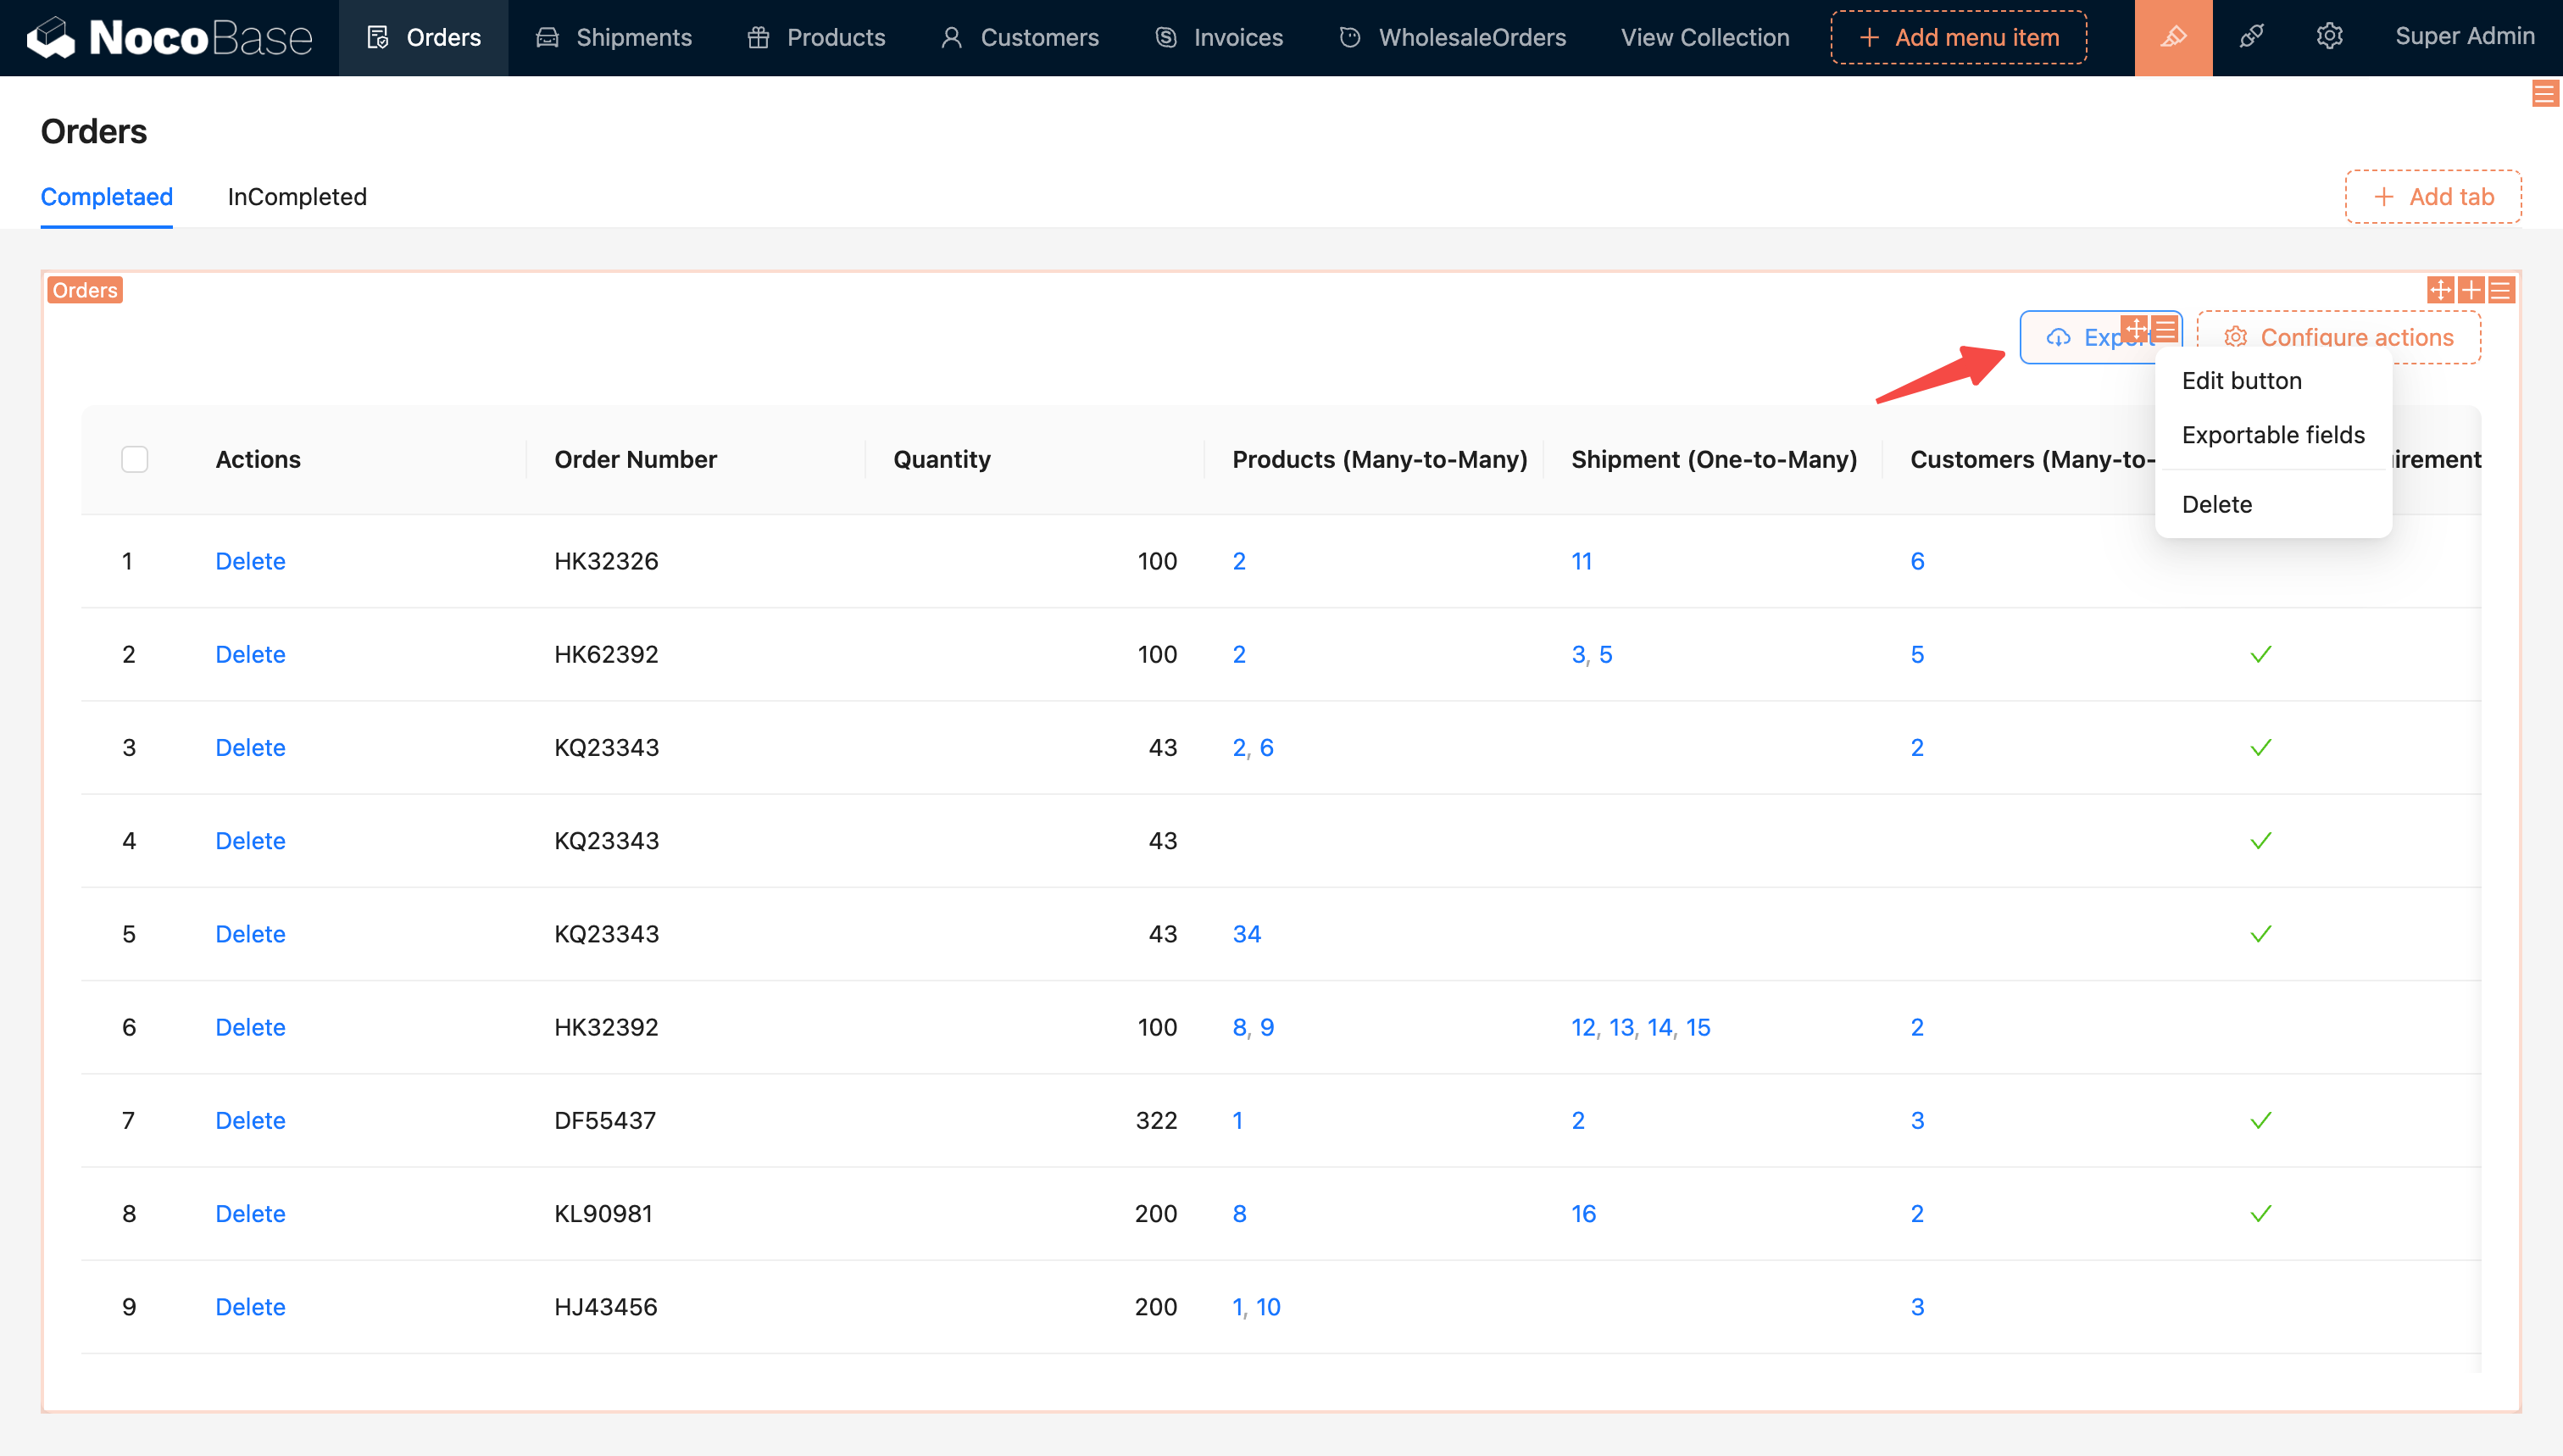 NocoBase Orders Shipments Products Customers Invoices WholesaleOrders View Collection + Add menu item Super Admin
Orders
Completaed InCompleted + Add tab
Orders
Export Configure actions
Edit button
Exportable fields
Delete
Actions Order Number Quantity Products (Many-to-Many) Shipment (One-to-Many) Customers (Many-to-
1 Delete HK32326 100 2 11 6
2 Delete HK62392 100 2 3, 5 5
3 Delete KQ23343 43 2, 6 2
4 Delete KQ23343 43
5 Delete KQ23343 43 34
6 Delete HK32392 100 8, 9 12, 13, 14, 15 2
7 Delete DF55437 322 1 2 3
8 Delete KL90981 200 8 16 2
9 Delete HJ43456 200 1, 10 3